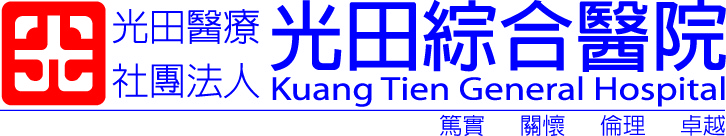 光田醫療
社團法人
光田綜合醫院
Kuang Tien General Hospital
篤實 關懷 倫理 卓越